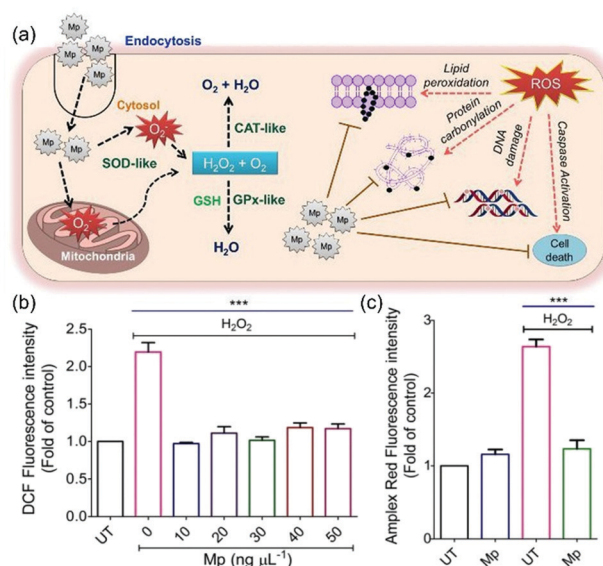 (a)
Mp
Mp
Mp
Mp
Endocytosis
Mp
Mp
Cytosol
O₂
SOD-like
O₂
Mitochondria
O₂ + H₂O
CAT-like
H₂O₂ + O₂
GSH GPx-like
H₂O
Lipid
peroxidation
ROS
Protein
carbonylation
DNA
damage
Caspase Activation
Mp
Mp
Mp
Mp
Cell
death
(b)
***
H₂O₂
DCF Fluorescence intensity
(Fold of control)
2.5
2.0
1.5
1.0
0.5
0.0
UT
0
10
20
30
40
50
Mp (ng µL⁻¹)
(c)
***
H₂O₂
Amplex Red Fluorescence intensity
(Fold of control)
3
2
1
0
UT
Mp
UT
Mp